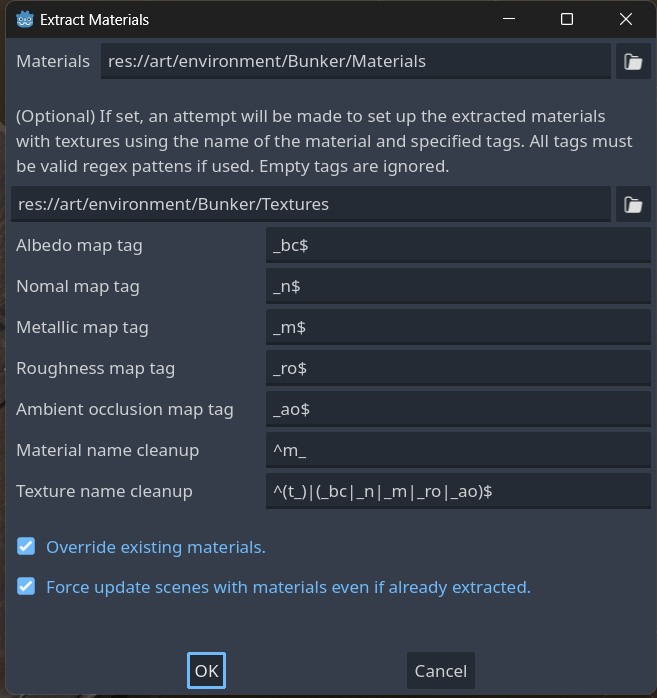 Extract Materials
Materials res://art/environment/Bunker/Materials
(Optional) If set, an attempt will be made to set up the extracted materials
with textures using the name of the material and specified tags. All tags must
be valid regex pattens if used. Empty tags are ignored.
res://art/environment/Bunker/Textures
Albedo map tag _bc$
Nomal map tag _n$
Metallic map tag _m$
Roughness map tag _ro$
Ambient occlusion map tag _ao$
Material name cleanup ^m_
Texture name cleanup ^(t_)|(_bc|_n|_m|_ro|_ao)$
Override existing materials.
Force update scenes with materials even if already extracted.
OK Cancel